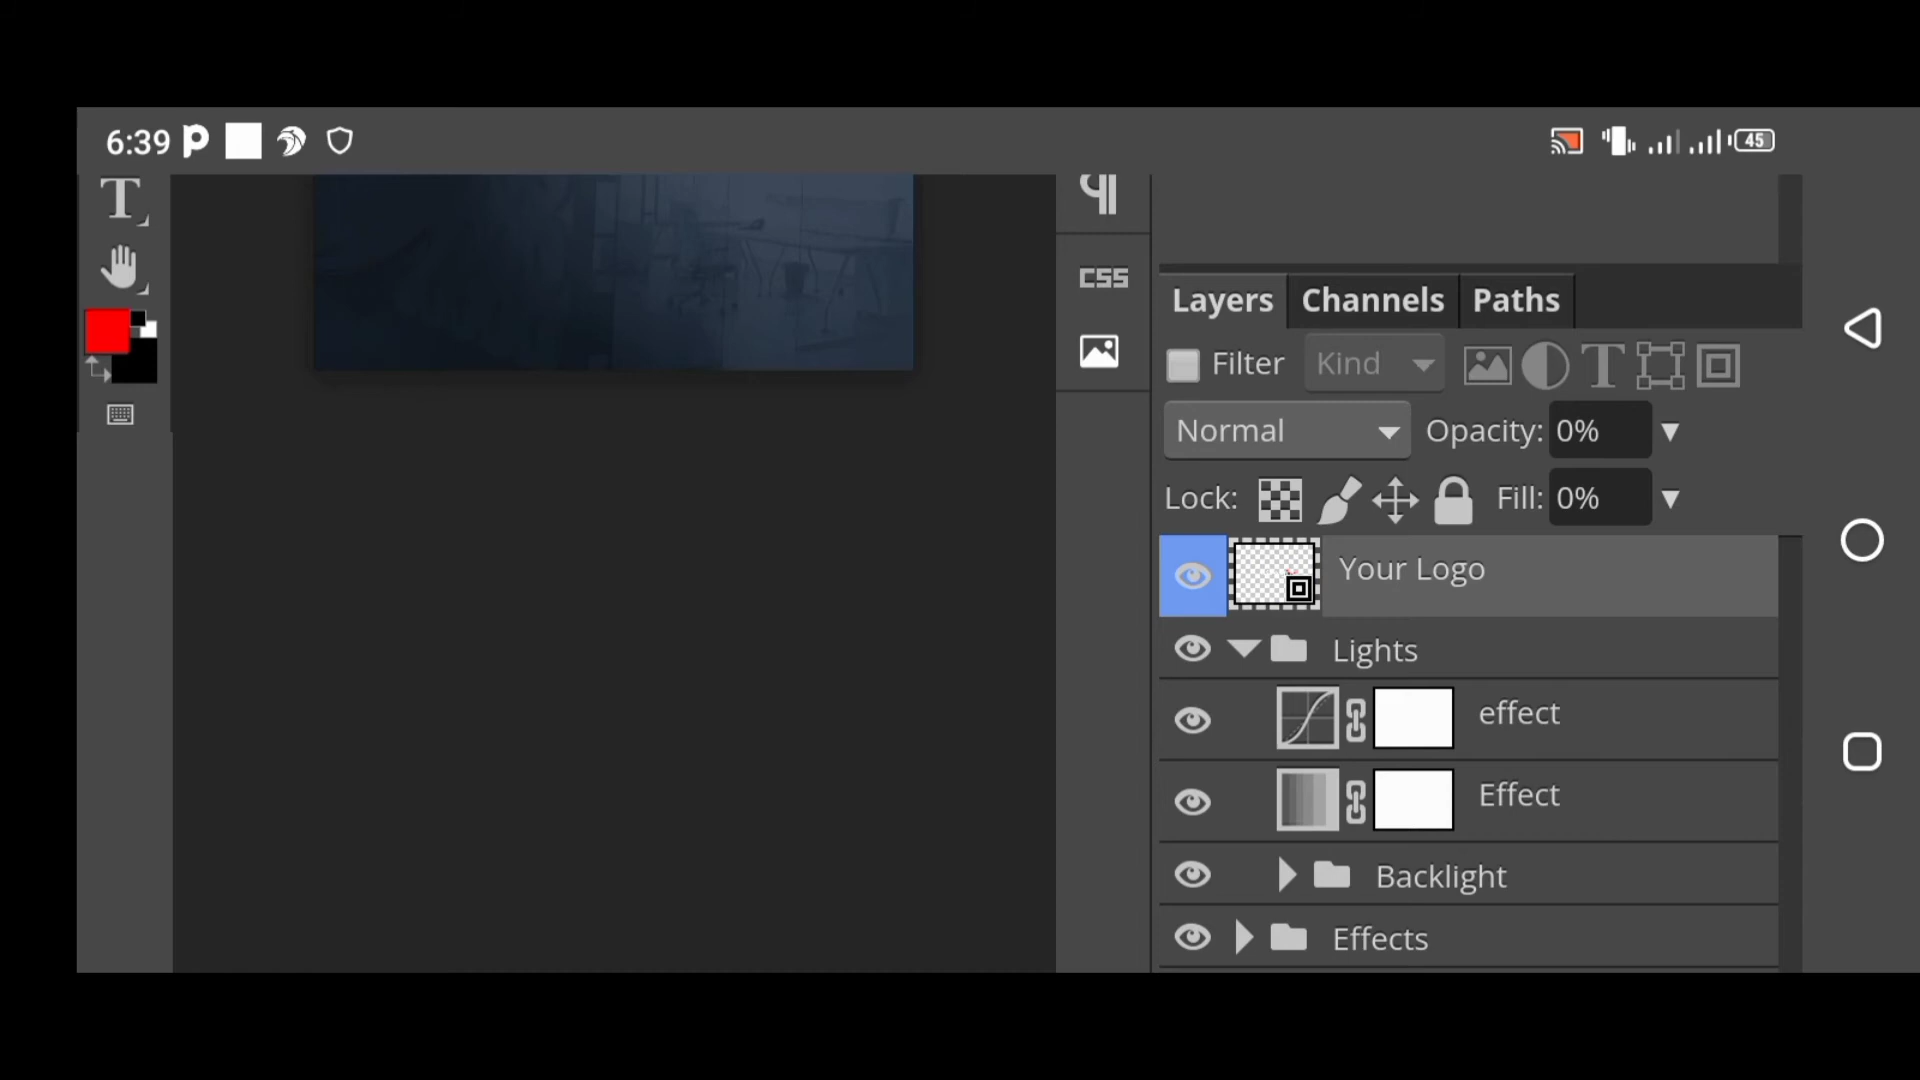 6:39
45
T
¶
CSS
Layers Channels Paths
Filter Kind
T
Normal Opacity: 0%
Lock: Fill: 0%
Your Logo
Lights
effect
Effect
Backlight
Effects